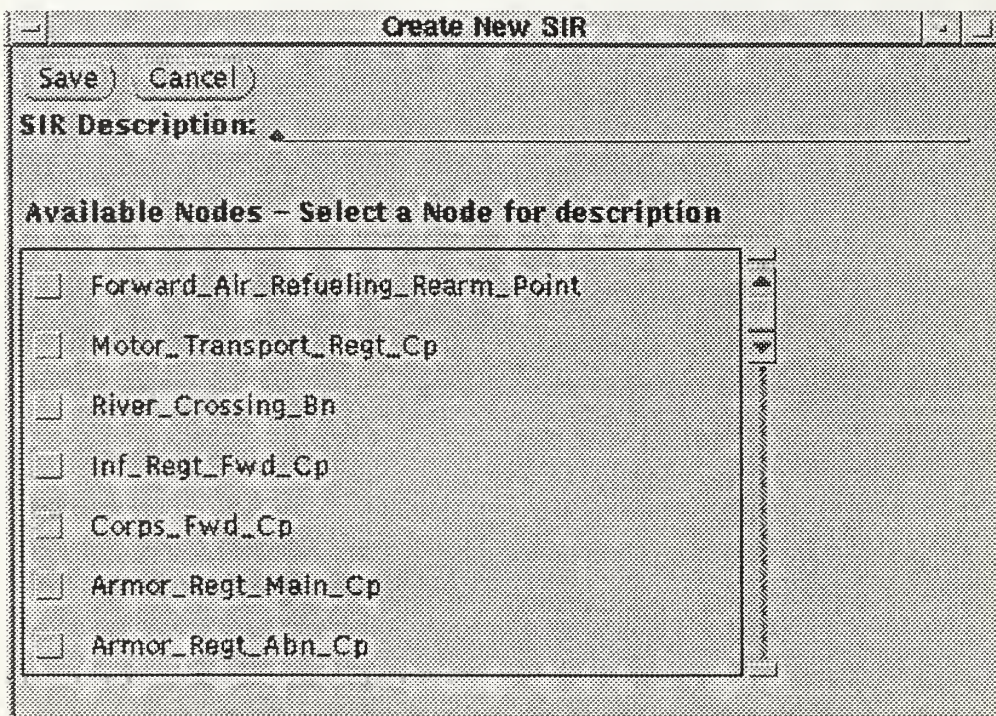 Create New SIR
Save Cancel
SIR Description:
Available Nodes – Select a Node for description
Forward_Air_Refueling_Rearm_Point
Motor_Transport_Regt_Cp
River_Crossing_Bn
Inf_Regt_Fwd_Cp
Corps_Fwd_Cp
Armor_Regt_Main_Cp
Armor_Regt_Abn_Cp